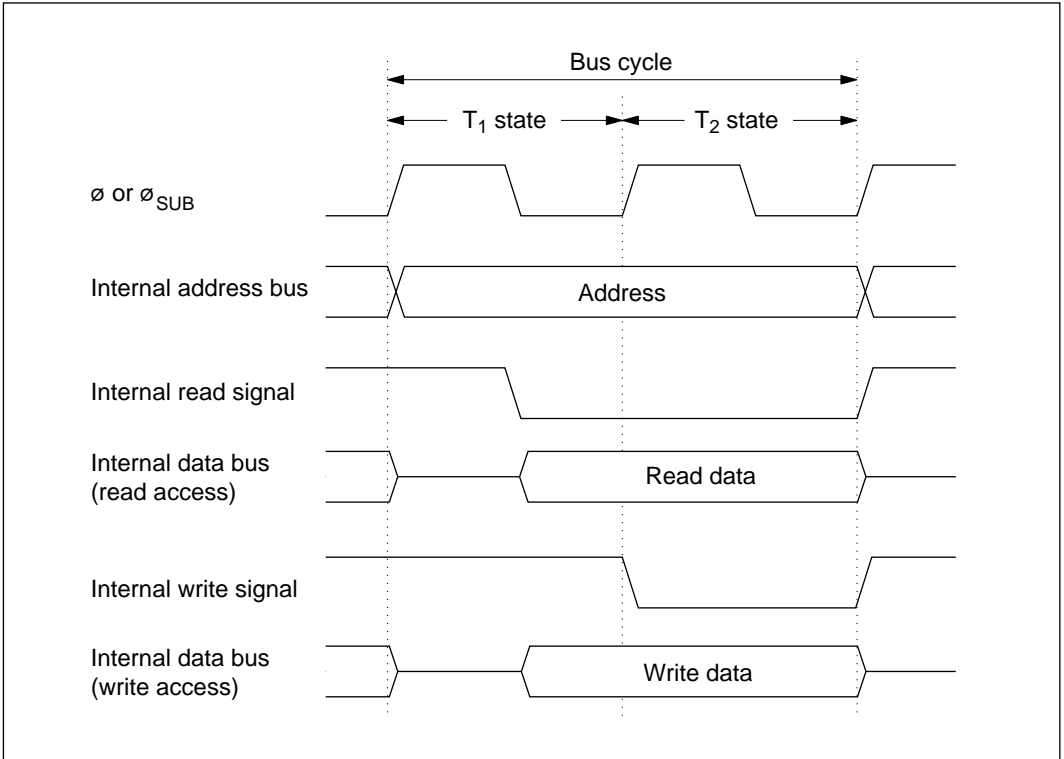 Bus cycle
T1 state
T2 state
ø or øSUB
Internal address bus
Address
Internal read signal
Internal data bus
(read access)
Read data
Internal write signal
Internal data bus
(write access)
Write data